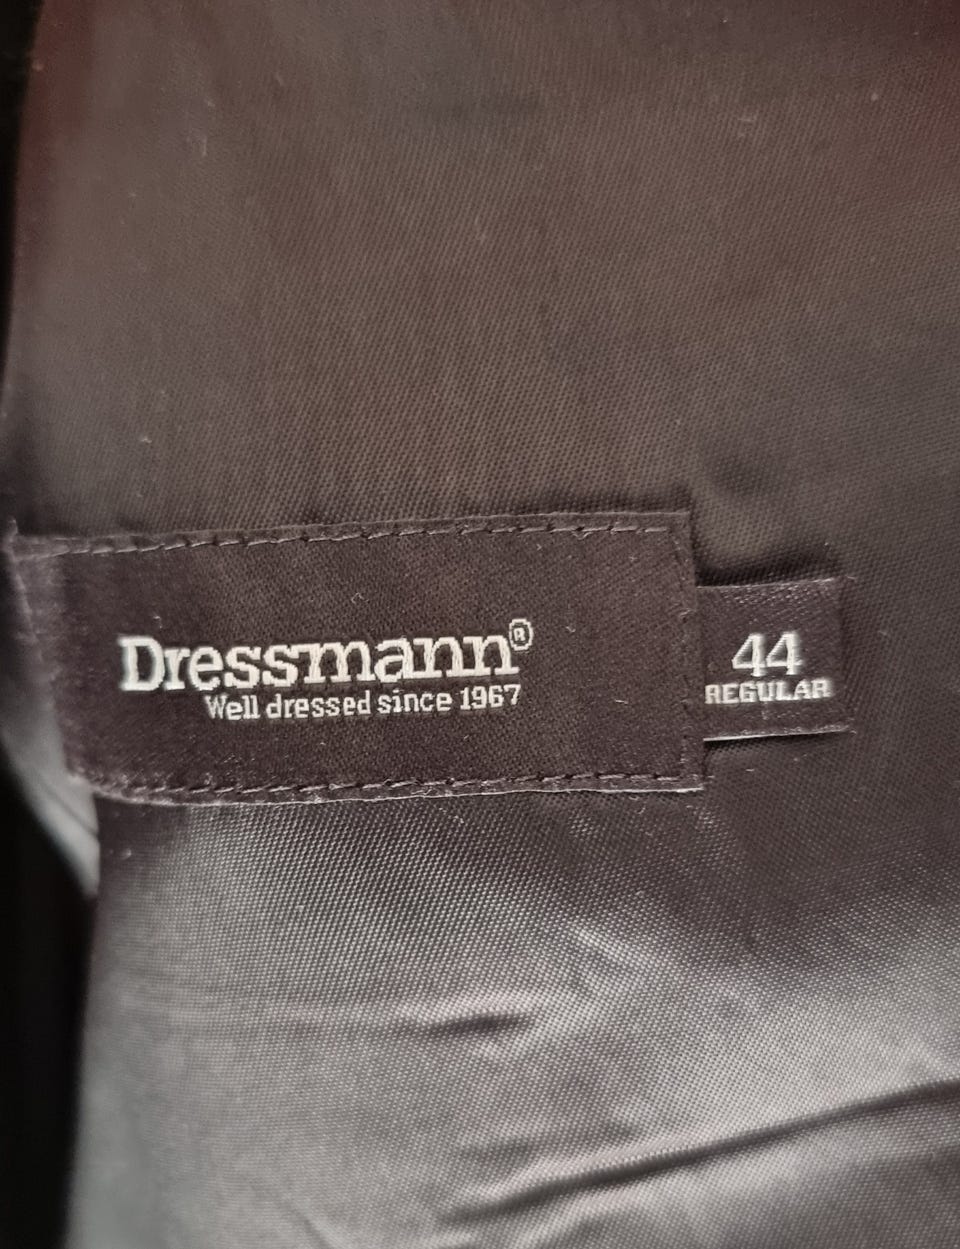 Dressmann®
Well dressed since 1967
44
REGULAR